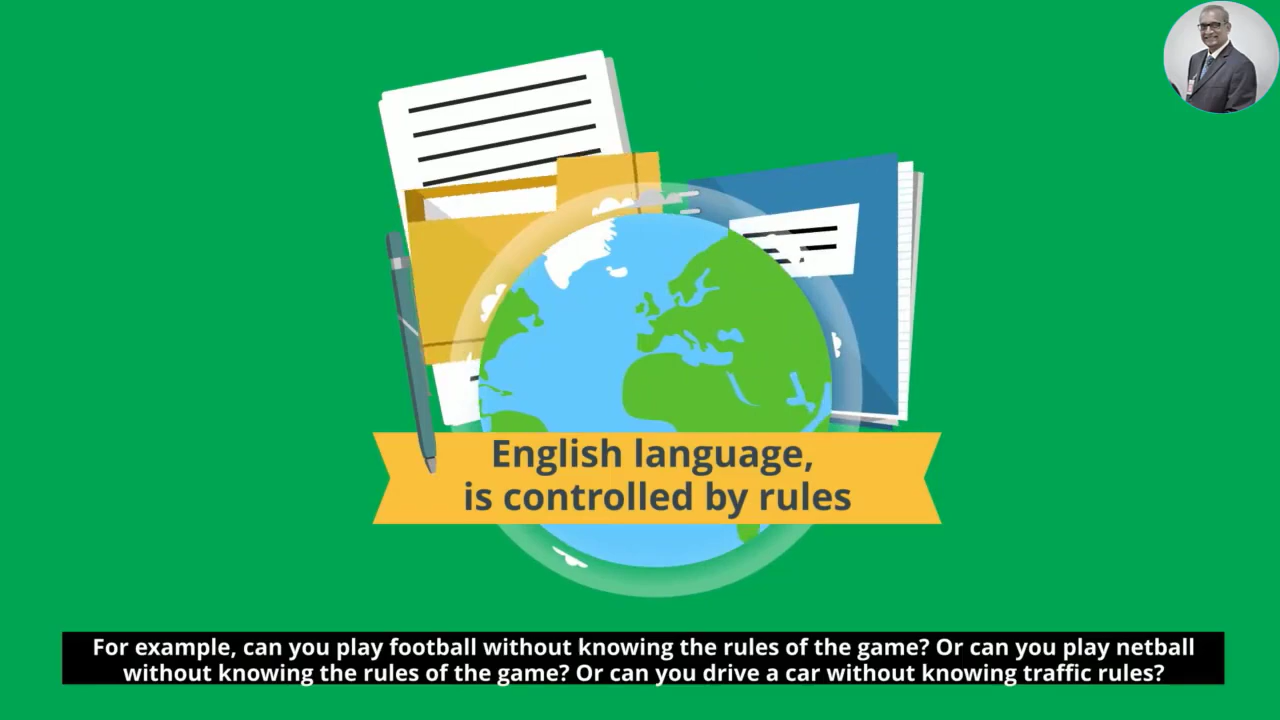 English language,
is controlled by rules
For example, can you play football without knowing the rules of the game? Or can you play netball
without knowing the rules of the game? Or can you drive a car without knowing traffic rules?